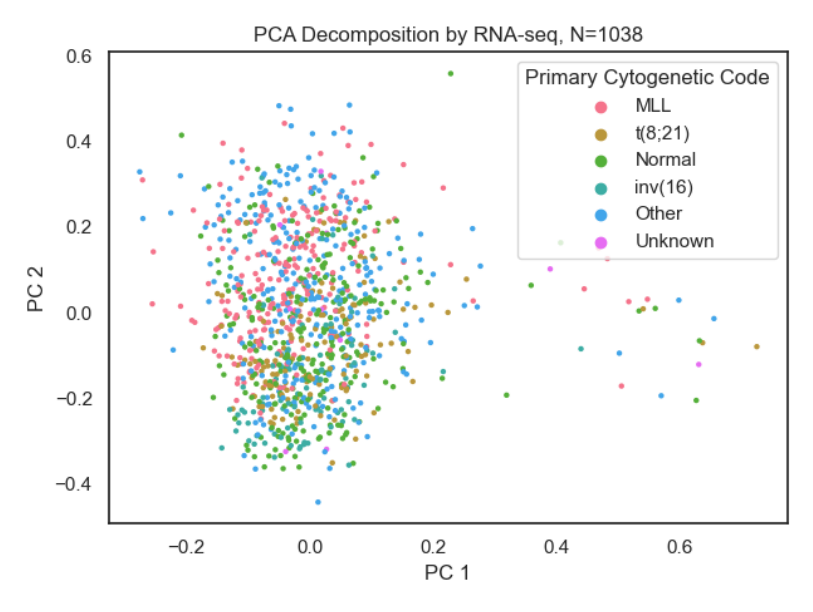 PCA Decomposition by RNA-seq, N=1038
Primary Cytogenetic Code
MLL
t(8;21)
Normal
inv(16)
Other
Unknown
PC 2
0.6
0.4
0.2
0.0
−0.2
−0.4
−0.2
0.0
0.2
0.4
0.6
PC 1